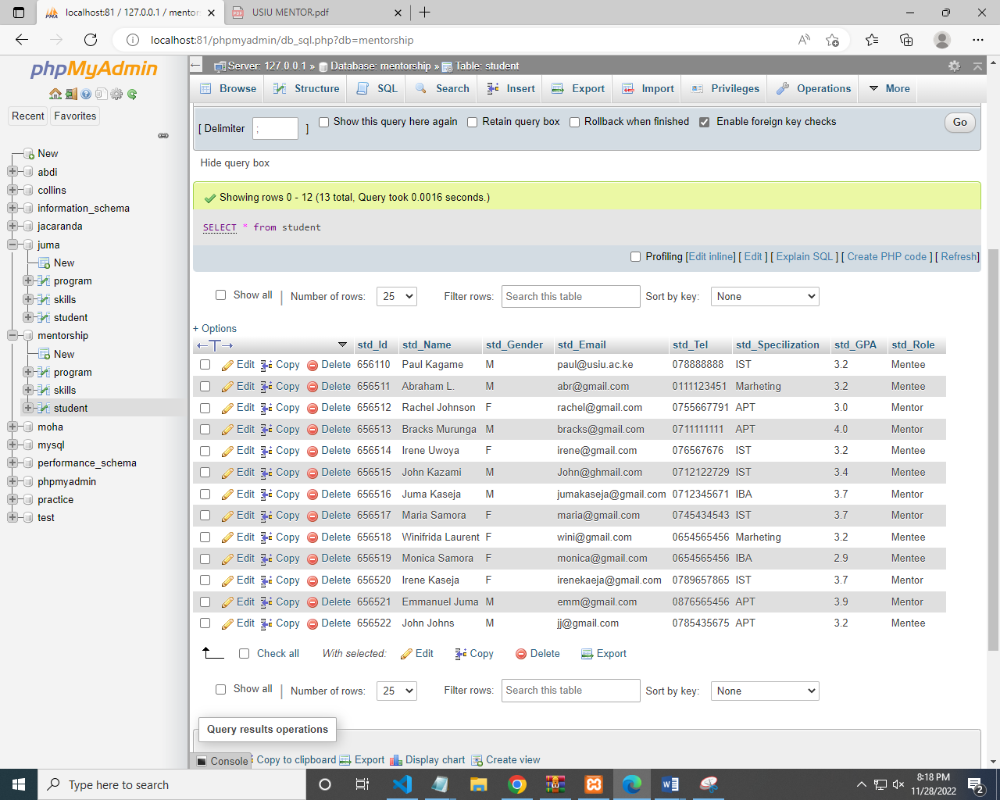 localhost:81 / 127.0.0.1 / mentor
USIU MENTOR.pdf
localhost:81/phpmyadmin/db_sql.php?db=mentorship
phpMyAdmin
Recent Favorites
New
abdi
collins
information_schema
jacaranda
juma
New
program
skills
student
mentorship
New
program
skills
student
moha
mysql
performance_schema
phpmyadmin
practice
test
Server: 127.0.0.1 » Database: mentorship » Table: student
Browse Structure SQL Search Insert Export Import Privileges Operations More
[ Delimiter ; ] Show this query here again Retain query box Rollback when finished Enable foreign key checks Go
Hide query box
Showing rows 0 - 12 (13 total, Query took 0.0016 seconds.)
SELECT * from student
Profiling [Edit inline] [ Edit ] [ Explain SQL ] [ Create PHP code ] [ Refresh]
Show all | Number of rows: 25 Filter rows: Search this table Sort by key: None
+ Options
←T→ std_Id std_Name std_Gender std_Email std_Tel std_Specilization std_GPA std_Role
Edit Copy Delete 656110 Paul Kagame M paul@usiu.ac.ke 078888888 IST 3.2 Mentee
Edit Copy Delete 656511 Abraham L. M abr@gmail.com 0111123451 Marheting 3.2 Mentee
Edit Copy Delete 656512 Rachel Johnson F rachel@gmail.com 0755667791 APT 3.0 Mentor
Edit Copy Delete 656513 Bracks Murunga M bracks@gmail.com 0711111111 APT 4.0 Mentor
Edit Copy Delete 656514 Irene Uwoya F irene@gmail.com 076567676 IST 3.2 Mentee
Edit Copy Delete 656515 John Kazami M John@ghmail.com 0712122729 IST 3.4 Mentee
Edit Copy Delete 656516 Juma Kaseja M jumakaseja@gmail.com 0712345671 IBA 3.7 Mentor
Edit Copy Delete 656517 Maria Samora F maria@gmail.com 0745434543 IST 3.7 Mentor
Edit Copy Delete 656518 Winifrida Laurent F wini@gmail.com 0654565456 Marheting 3.2 Mentee
Edit Copy Delete 656519 Monica Samora F monica@gmail.com 0654565456 IBA 2.9 Mentee
Edit Copy Delete 656520 Irene Kaseja F irenekaeja@gmail.com 0789657865 IST 3.7 Mentor
Edit Copy Delete 656521 Emmanuel Juma M emm@gmail.com 0876565456 APT 3.9 Mentor
Edit Copy Delete 656522 John Johns M jj@gmail.com 0785435675 APT 3.2 Mentee
Check all With selected: Edit Copy Delete Export
Show all | Number of rows: 25 Filter rows: Search this table Sort by key: None
Query results operations
Console Copy to clipboard Export Display chart Create view
Type here to search
8:18 PM
11/28/2022
2